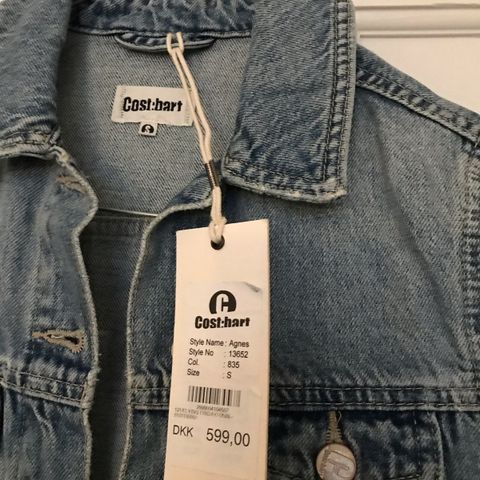 Cost:bart
S
C
Cost:bart
Style Name : Agnes
Style No : 13652
Col. : 835
Size : S
DKK 599,00